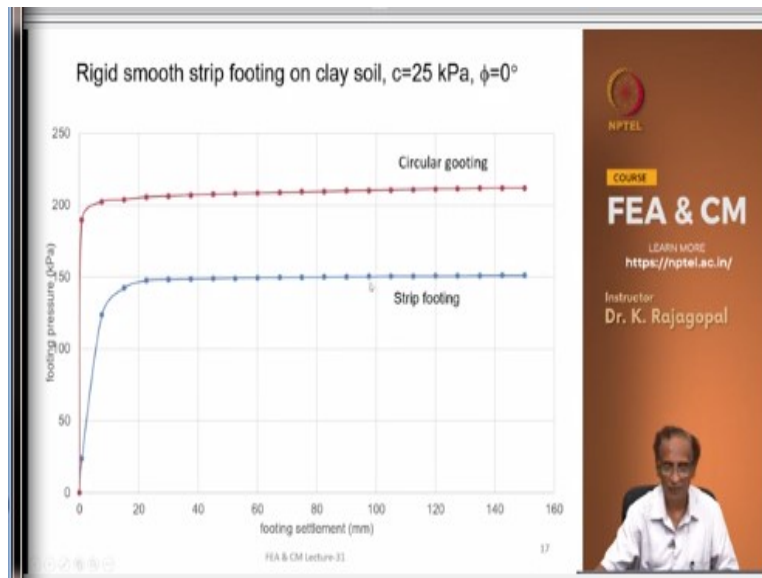 Rigid smooth strip footing on clay soil, c=25 kPa, ϕ=0°
250
200
150
100
50
0
footing pressure (kPa)
Circular gooting
Strip footing
0 20 40 60 80 100 120 140 160
footing settlement (mm)
FEA & CM Lecture-31
17
NPTEL
COURSE
FEA & CM
LEARN MORE
https://nptel.ac.in/
Instructor
Dr. K. Rajagopal